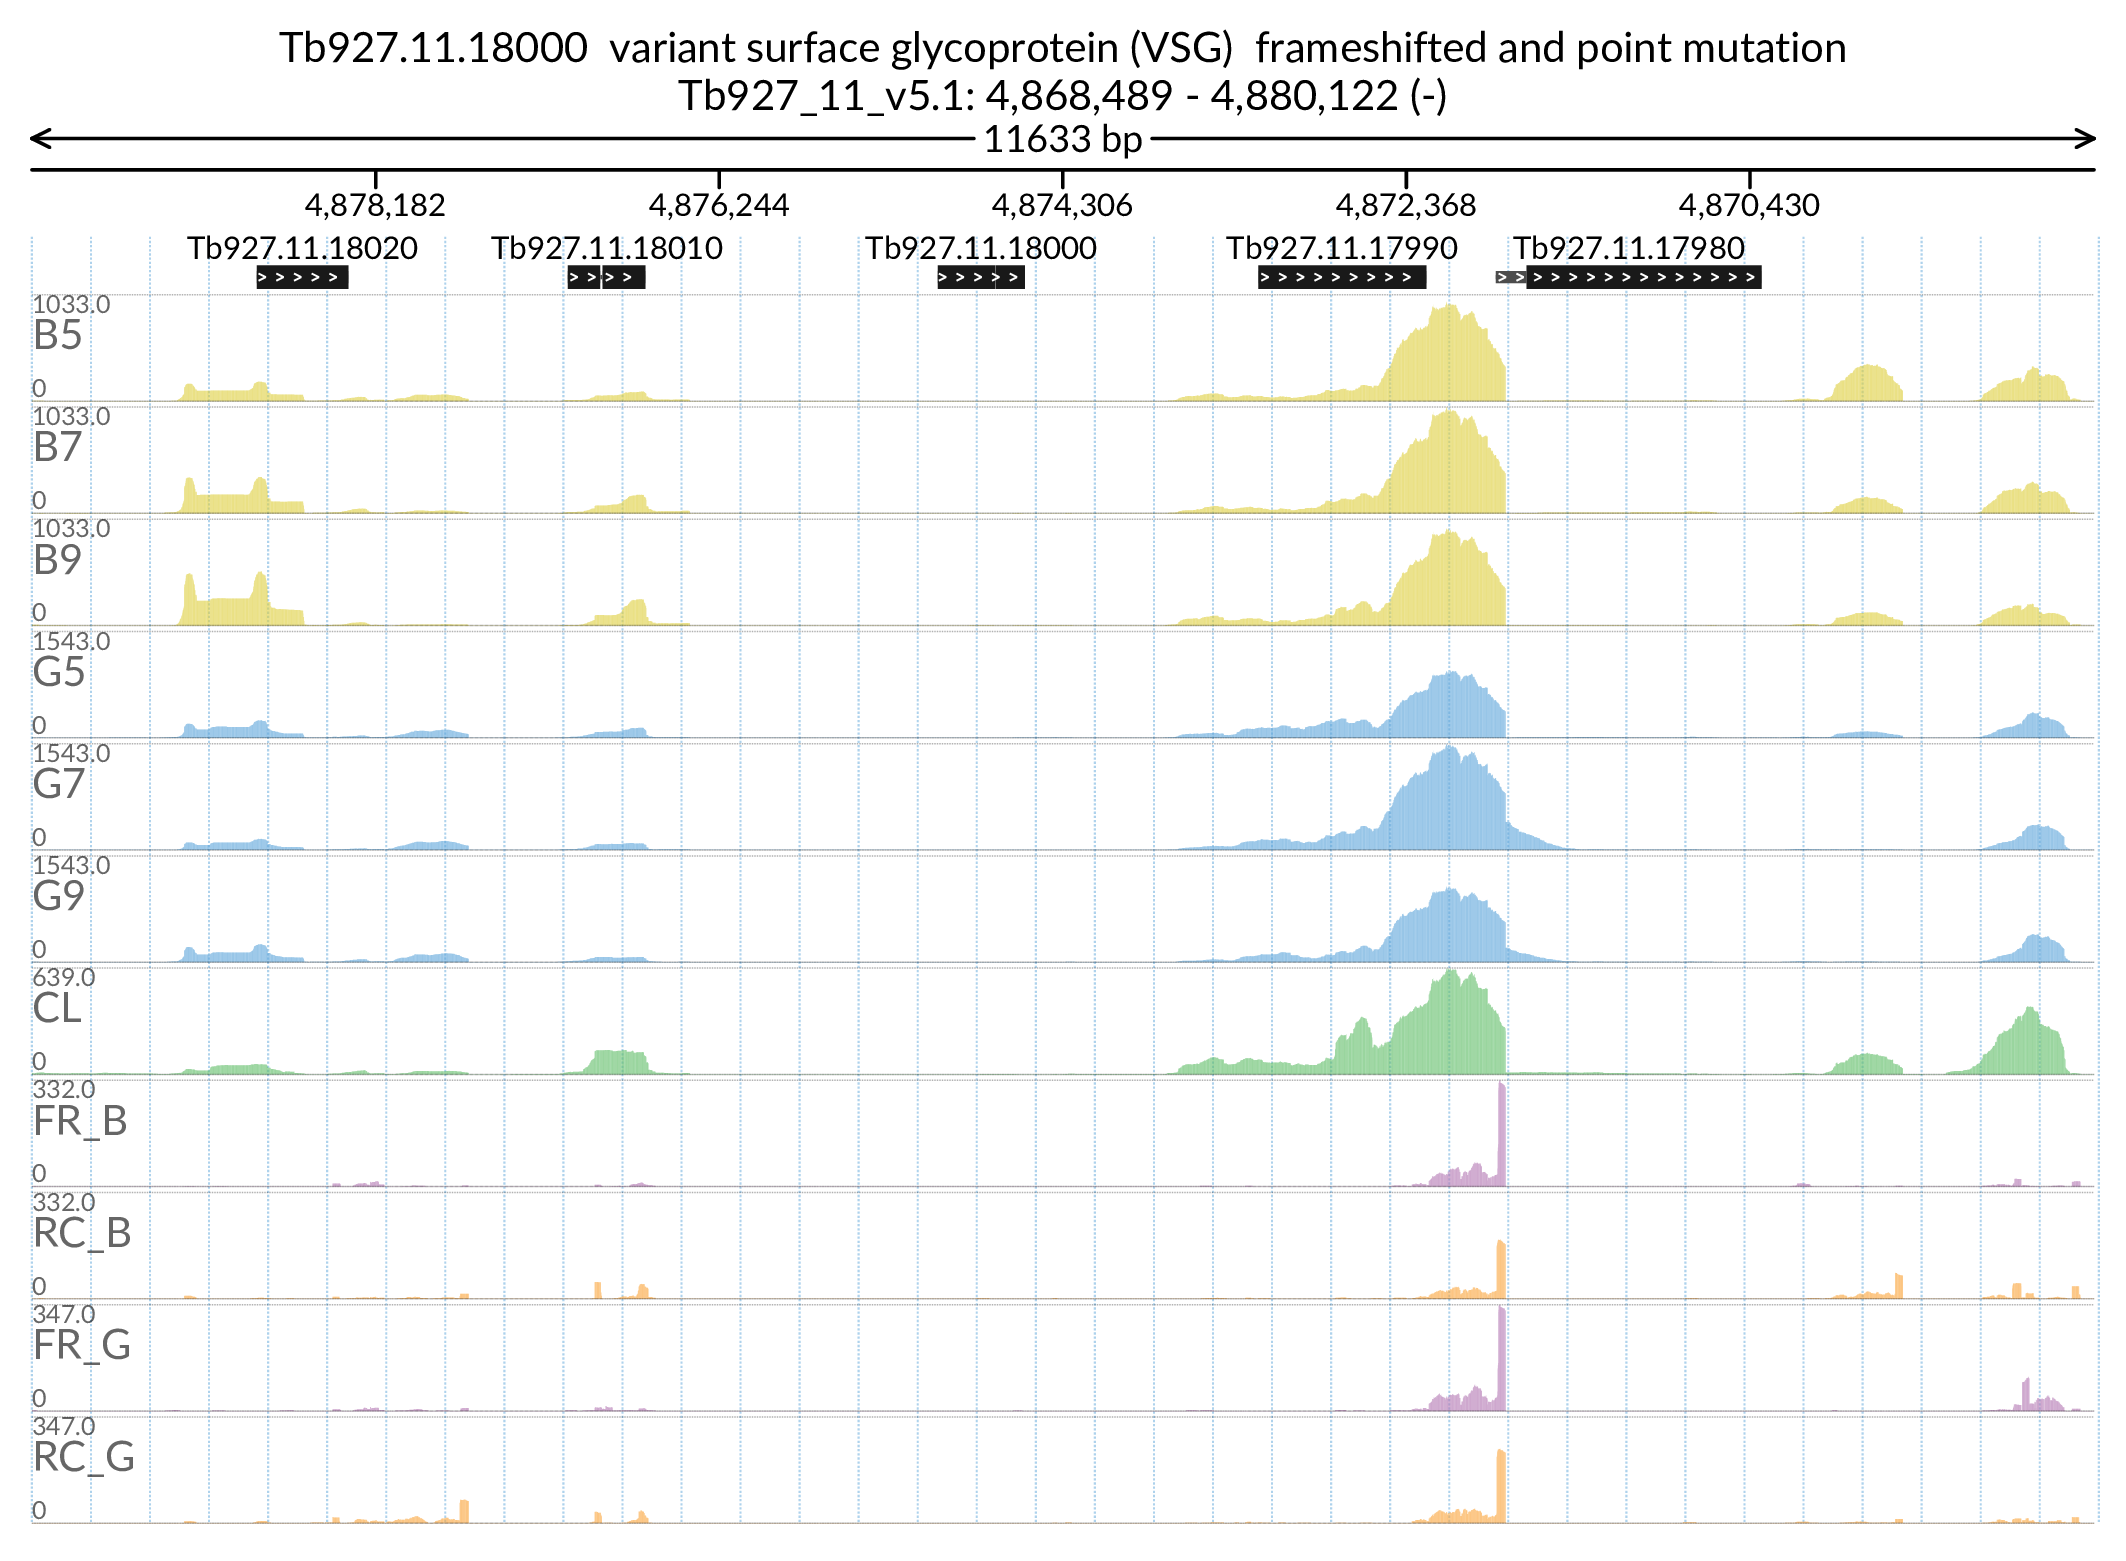 Tb927.11.18000  variant surface glycoprotein (VSG)  frameshifted and point mutation
Tb927_11_v5.1: 4,868,489 - 4,880,122 (-)
11633 bp
4,878,182 4,876,244 4,874,306 4,872,368 4,870,430
Tb927.11.18020 Tb927.11.18010 Tb927.11.18000 Tb927.11.17990 Tb927.11.17980
1033.0
B5
0
1033.0
B7
0
1033.0
B9
0
1543.0
G5
0
1543.0
G7
0
1543.0
G9
0
639.0
CL
0
332.0
FR_B
0
332.0
RC_B
0
347.0
FR_G
0
347.0
RC_G
0